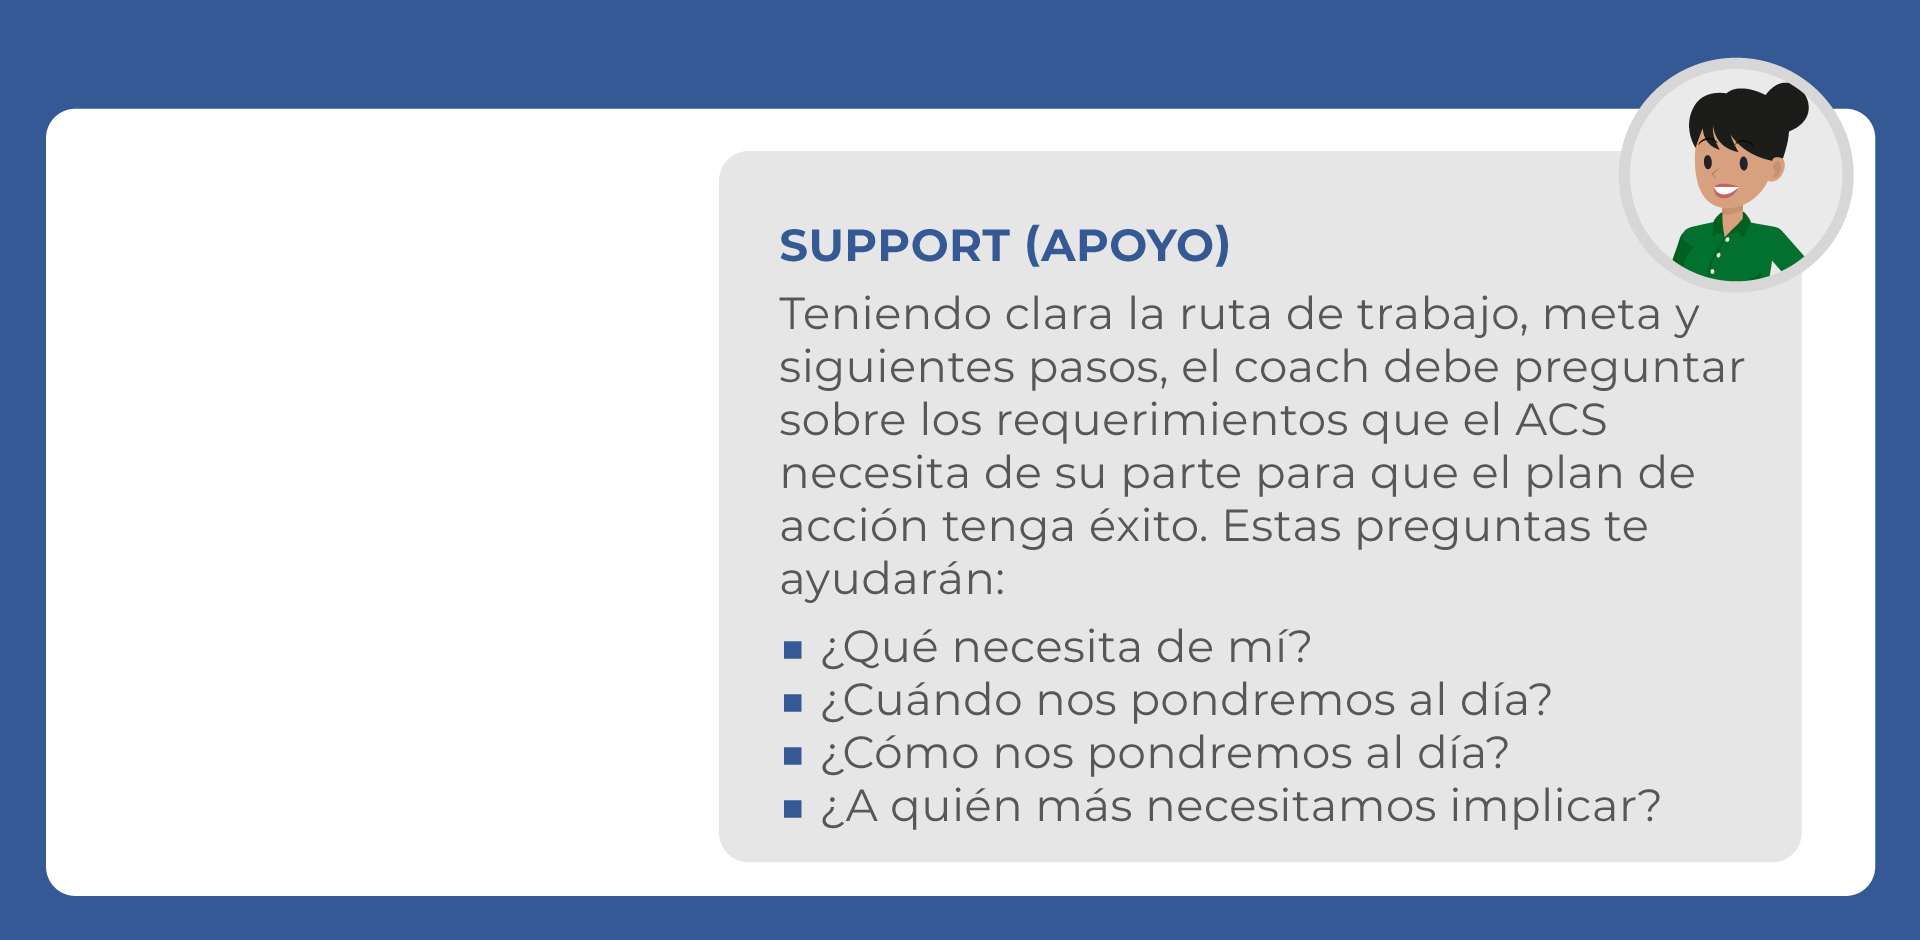 SUPPORT (APOYO)
Teniendo clara la ruta de trabajo, meta y
siguientes pasos, el coach debe preguntar
sobre los requerimientos que el ACS
necesita de su parte para que el plan de
acción tenga éxito. Estas preguntas te
ayudarán:
¿Qué necesita de mí?
¿Cuándo nos pondremos al día?
¿Cómo nos pondremos al día?
¿A quién más necesitamos implicar?